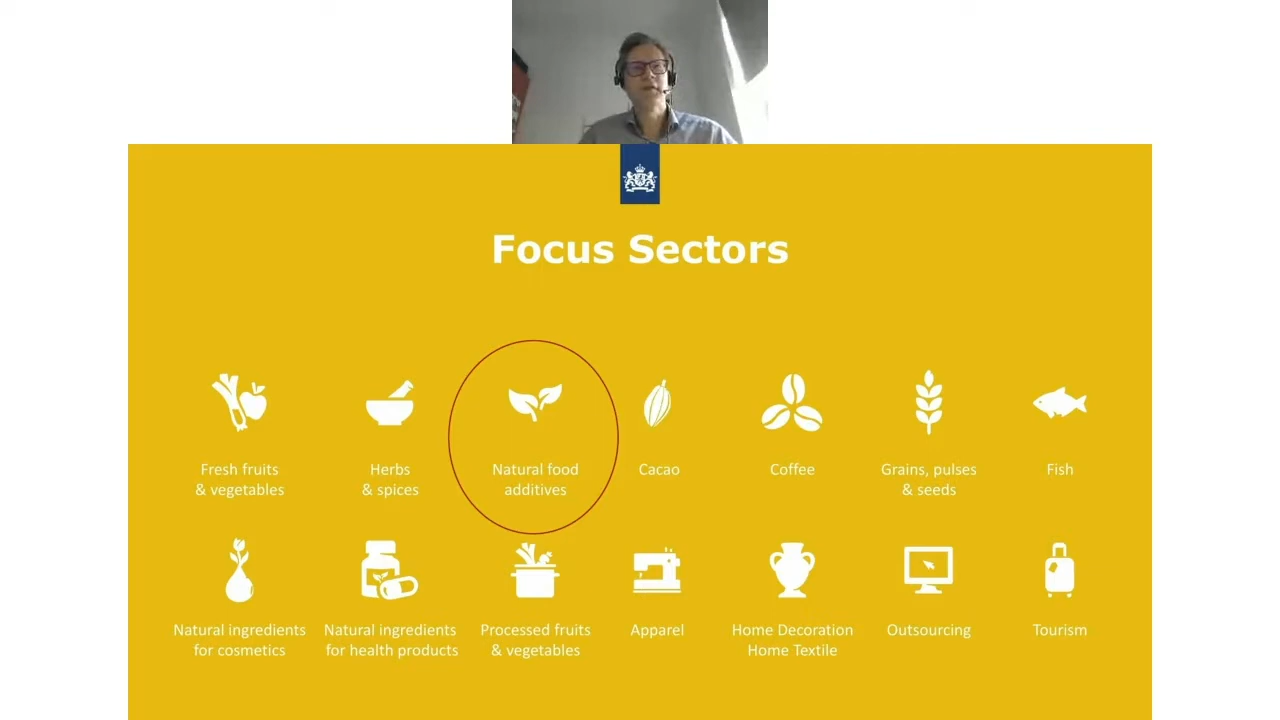 Focus Sectors
Fresh fruits
& vegetables
Herbs
& spices
Natural food
additives
Cacao
Coffee
Grains, pulses
& seeds
Fish
Natural ingredients
for cosmetics
Natural ingredients
for health products
Processed fruits
& vegetables
Apparel
Home Decoration
Home Textile
Outsourcing
Tourism